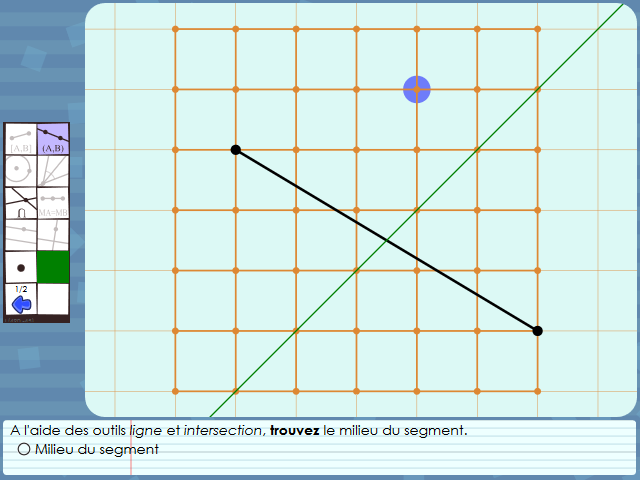 [A,B]
(A,B)
∩
MA=MB
1/2
A l'aide des outils ligne et intersection, trouvez le milieu du segment.
Milieu du segment